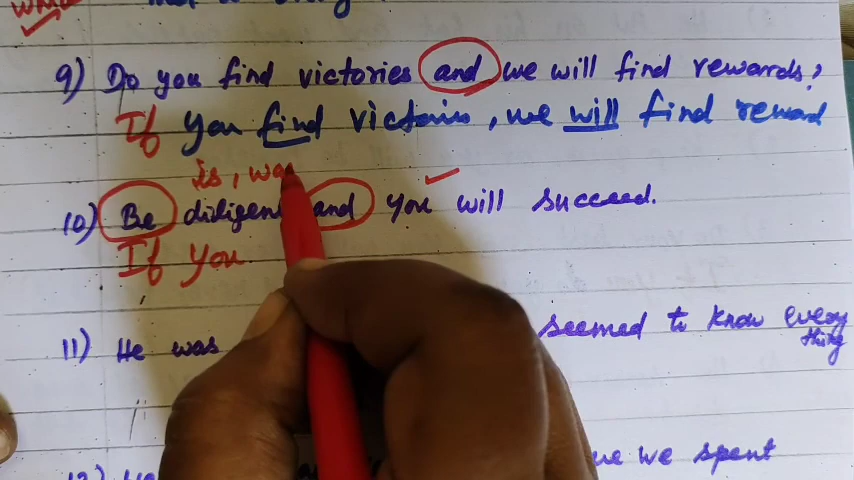 9) Do you find victories and we will find rewards?
If you find victories, we will find reward
is, was
10) Be diligent and you will succeed.
If you
11) He was seemed to know every
thing
we spent